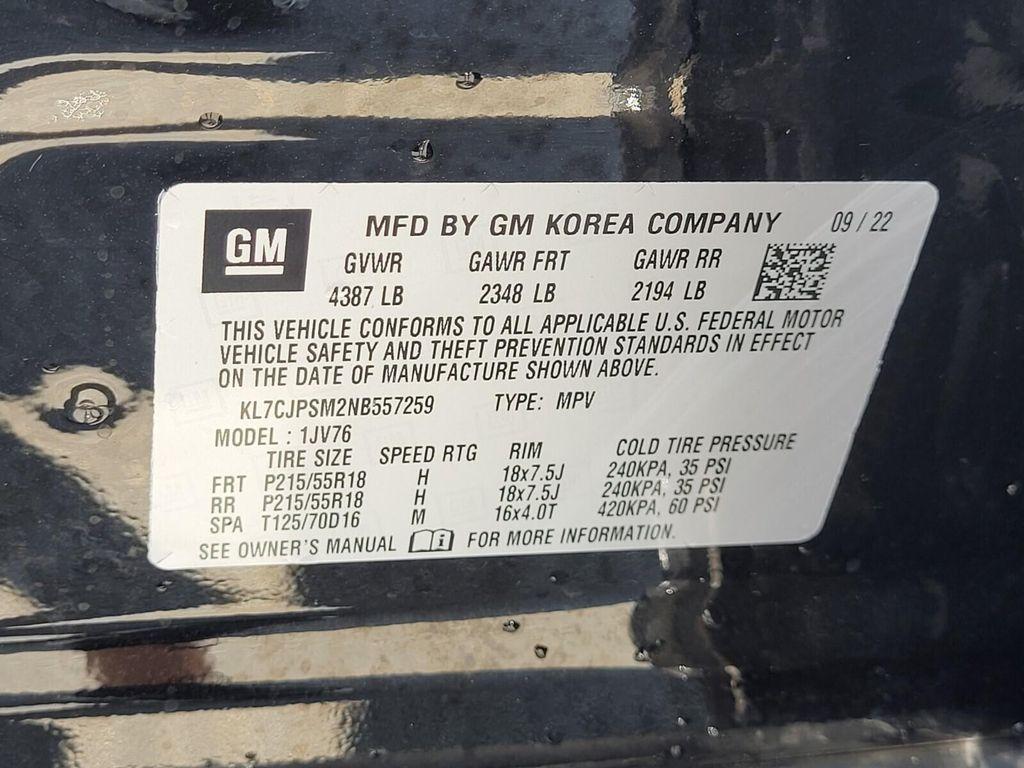 GM
MFD BY GM KOREA COMPANY 09 / 22
GVWR GAWR FRT GAWR RR
4387 LB 2348 LB 2194 LB
THIS VEHICLE CONFORMS TO ALL APPLICABLE U.S. FEDERAL MOTOR
VEHICLE SAFETY AND THEFT PREVENTION STANDARDS IN EFFECT
ON THE DATE OF MANUFACTURE SHOWN ABOVE.
KL7CJPSM2NB557259 TYPE: MPV
MODEL : 1JV76
TIRE SIZE SPEED RTG RIM COLD TIRE PRESSURE
FRT P215/55R18 H 18x7.5J 240KPA, 35 PSI
RR P215/55R18 H 18x7.5J 240KPA, 35 PSI
SPA T125/70D16 M 16x4.0T 420KPA, 60 PSI
SEE OWNER'S MANUAL FOR MORE INFORMATION.